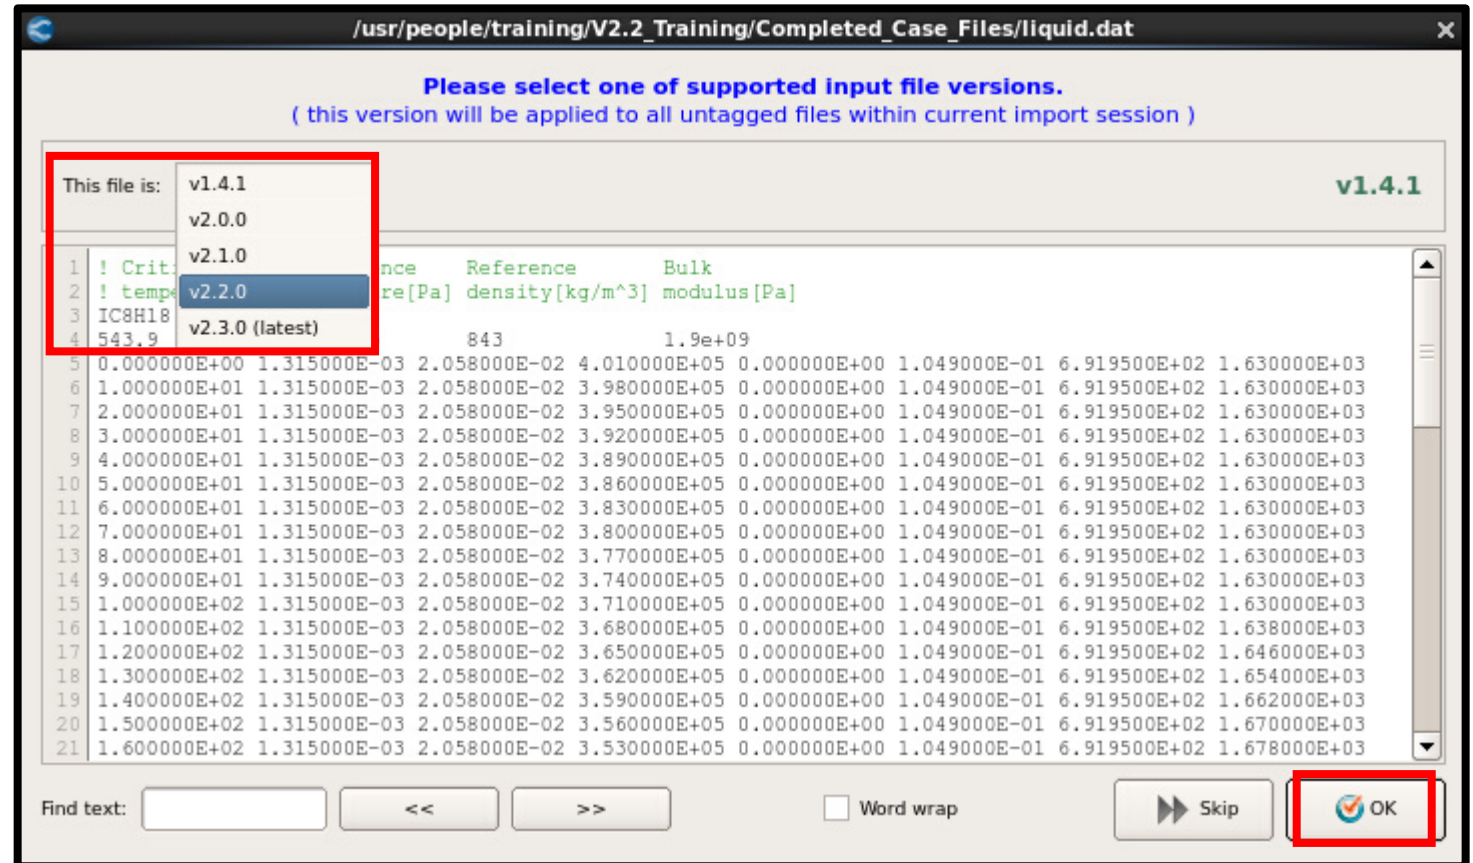 /usr/people/training/V2.2_Training/Completed_Case_Files/liquid.dat
Please select one of supported input file versions.
( this version will be applied to all untagged files within current import session )
This file is: v1.4.1
v1.4.1
v2.0.0
v2.1.0
v2.2.0
v2.3.0 (latest)
1 ! Crit nce Reference Bulk
2 ! tempe re[Pa] density[kg/m^3] modulus[Pa]
3 IC8H18
4 543.9 843 1.9e+09
5 0.000000E+00 1.315000E-03 2.058000E-02 4.010000E+05 0.000000E+00 1.049000E-01 6.919500E+02 1.630000E+03
6 1.000000E+01 1.315000E-03 2.058000E-02 3.980000E+05 0.000000E+00 1.049000E-01 6.919500E+02 1.630000E+03
7 2.000000E+01 1.315000E-03 2.058000E-02 3.950000E+05 0.000000E+00 1.049000E-01 6.919500E+02 1.630000E+03
8 3.000000E+01 1.315000E-03 2.058000E-02 3.920000E+05 0.000000E+00 1.049000E-01 6.919500E+02 1.630000E+03
9 4.000000E+01 1.315000E-03 2.058000E-02 3.890000E+05 0.000000E+00 1.049000E-01 6.919500E+02 1.630000E+03
10 5.000000E+01 1.315000E-03 2.058000E-02 3.860000E+05 0.000000E+00 1.049000E-01 6.919500E+02 1.630000E+03
11 6.000000E+01 1.315000E-03 2.058000E-02 3.830000E+05 0.000000E+00 1.049000E-01 6.919500E+02 1.630000E+03
12 7.000000E+01 1.315000E-03 2.058000E-02 3.800000E+05 0.000000E+00 1.049000E-01 6.919500E+02 1.630000E+03
13 8.000000E+01 1.315000E-03 2.058000E-02 3.770000E+05 0.000000E+00 1.049000E-01 6.919500E+02 1.630000E+03
14 9.000000E+01 1.315000E-03 2.058000E-02 3.740000E+05 0.000000E+00 1.049000E-01 6.919500E+02 1.630000E+03
15 1.000000E+02 1.315000E-03 2.058000E-02 3.710000E+05 0.000000E+00 1.049000E-01 6.919500E+02 1.630000E+03
16 1.100000E+02 1.315000E-03 2.058000E-02 3.680000E+05 0.000000E+00 1.049000E-01 6.919500E+02 1.638000E+03
17 1.200000E+02 1.315000E-03 2.058000E-02 3.650000E+05 0.000000E+00 1.049000E-01 6.919500E+02 1.646000E+03
18 1.300000E+02 1.315000E-03 2.058000E-02 3.620000E+05 0.000000E+00 1.049000E-01 6.919500E+02 1.654000E+03
19 1.400000E+02 1.315000E-03 2.058000E-02 3.590000E+05 0.000000E+00 1.049000E-01 6.919500E+02 1.662000E+03
20 1.500000E+02 1.315000E-03 2.058000E-02 3.560000E+05 0.000000E+00 1.049000E-01 6.919500E+02 1.670000E+03
21 1.600000E+02 1.315000E-03 2.058000E-02 3.530000E+05 0.000000E+00 1.049000E-01 6.919500E+02 1.678000E+03
Find text: << >> Word wrap Skip OK